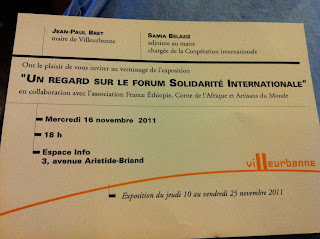 JEAN-PAUL BRET
maire de Villeurbanne
SAMIA BELAZIZ
adjointe au maire
chargée de la Coopération internationale
Ont le plaisir de vous inviter au vernissage de l'exposition
"UN REGARD SUR LE FORUM SOLIDARITÉ INTERNATIONALE"
en collaboration avec l'association France Éthiopie, Corne de l'Afrique et Artisans du Monde
Mercredi 16 novembre 2011
18 h
Espace Info
3, avenue Aristide-Briand
villeurbanne
Exposition du jeudi 10 au vendredi 25 novembre 2011